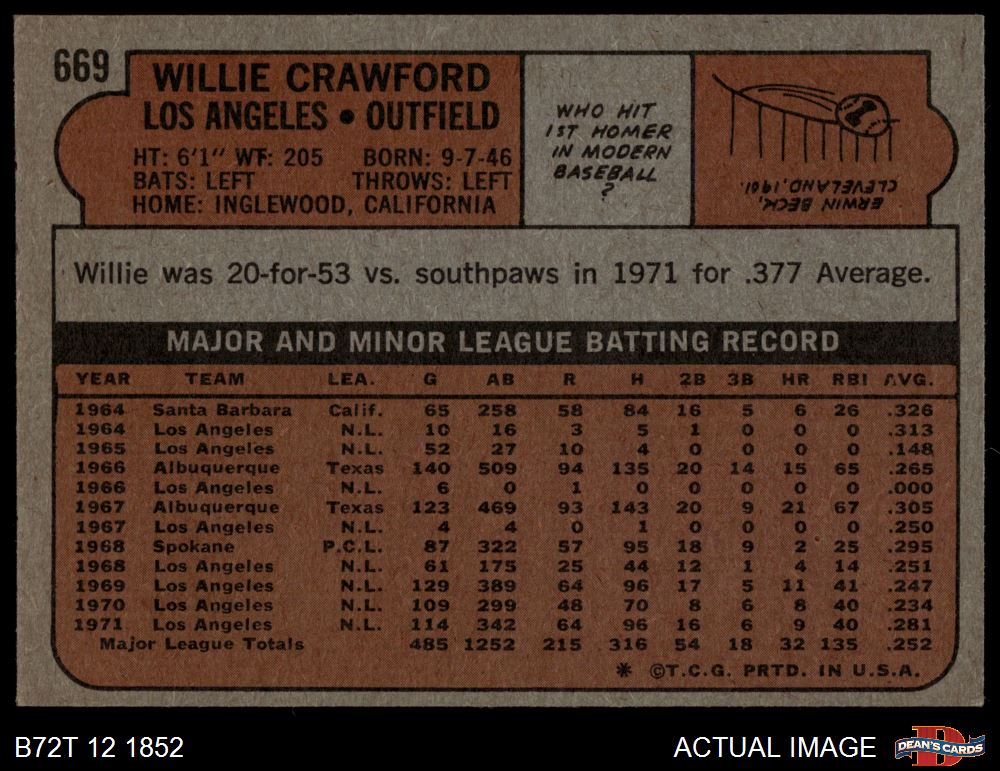 669
WILLIE CRAWFORD
LOS ANGELES • OUTFIELD
HT: 6'1" WT: 205 BORN: 9-7-46
BATS: LEFT THROWS: LEFT
HOME: INGLEWOOD, CALIFORNIA
WHO HIT
1ST HOMER
IN MODERN
BASEBALL
?
ERWIN BECK,
CLEVELAND, 1901.
Willie was 20-for-53 vs. southpaws in 1971 for .377 Average.
MAJOR AND MINOR LEAGUE BATTING RECORD
YEAR TEAM LEA. G AB R H 2B 3B HR RBI AVG.
1964 Santa Barbara Calif. 65 258 58 84 16 5 6 26 .326
1964 Los Angeles N.L. 10 16 3 5 1 0 0 0 .313
1965 Los Angeles N.L. 52 27 10 4 0 0 0 0 .148
1966 Albuquerque Texas 140 509 94 135 20 14 15 65 .265
1966 Los Angeles N.L. 6 0 1 0 0 0 0 0 .000
1967 Albuquerque Texas 123 469 93 143 20 9 21 67 .305
1967 Los Angeles N.L. 4 4 0 1 0 0 0 0 .250
1968 Spokane P.C.L. 87 322 57 95 18 9 2 25 .295
1968 Los Angeles N.L. 61 175 25 44 12 1 4 14 .251
1969 Los Angeles N.L. 129 389 64 96 17 5 11 41 .247
1970 Los Angeles N.L. 109 299 48 70 8 6 8 40 .234
1971 Los Angeles N.L. 114 342 64 96 16 6 9 40 .281
Major League Totals 485 1252 215 316 54 18 32 135 .252
* ©T.C.G. PRTD. IN U.S.A.
B72T 12 1852
ACTUAL IMAGE
D
DEAN'S CARDS